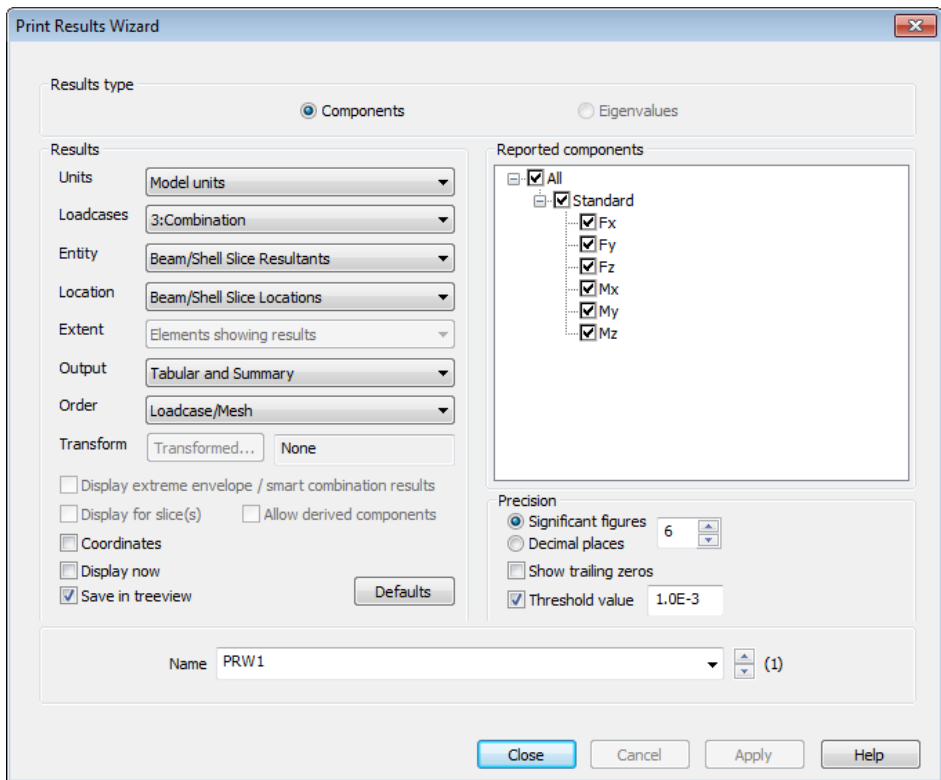 Print Results Wizard
Results type
Components
Eigenvalues
Results
Units
Model units
Loadcases
3:Combination
Entity
Beam/Shell Slice Resultants
Location
Beam/Shell Slice Locations
Extent
Elements showing results
Output
Tabular and Summary
Order
Loadcase/Mesh
Transform
Transformed...
None
Display extreme envelope / smart combination results
Display for slice(s)
Allow derived components
Coordinates
Display now
Save in treeview
Defaults
Reported components
All
Standard
Fx
Fy
Fz
Mx
My
Mz
Precision
Significant figures
6
Decimal places
Show trailing zeros
Threshold value
1.0E-3
Name
PRW1
(1)
Close
Cancel
Apply
Help